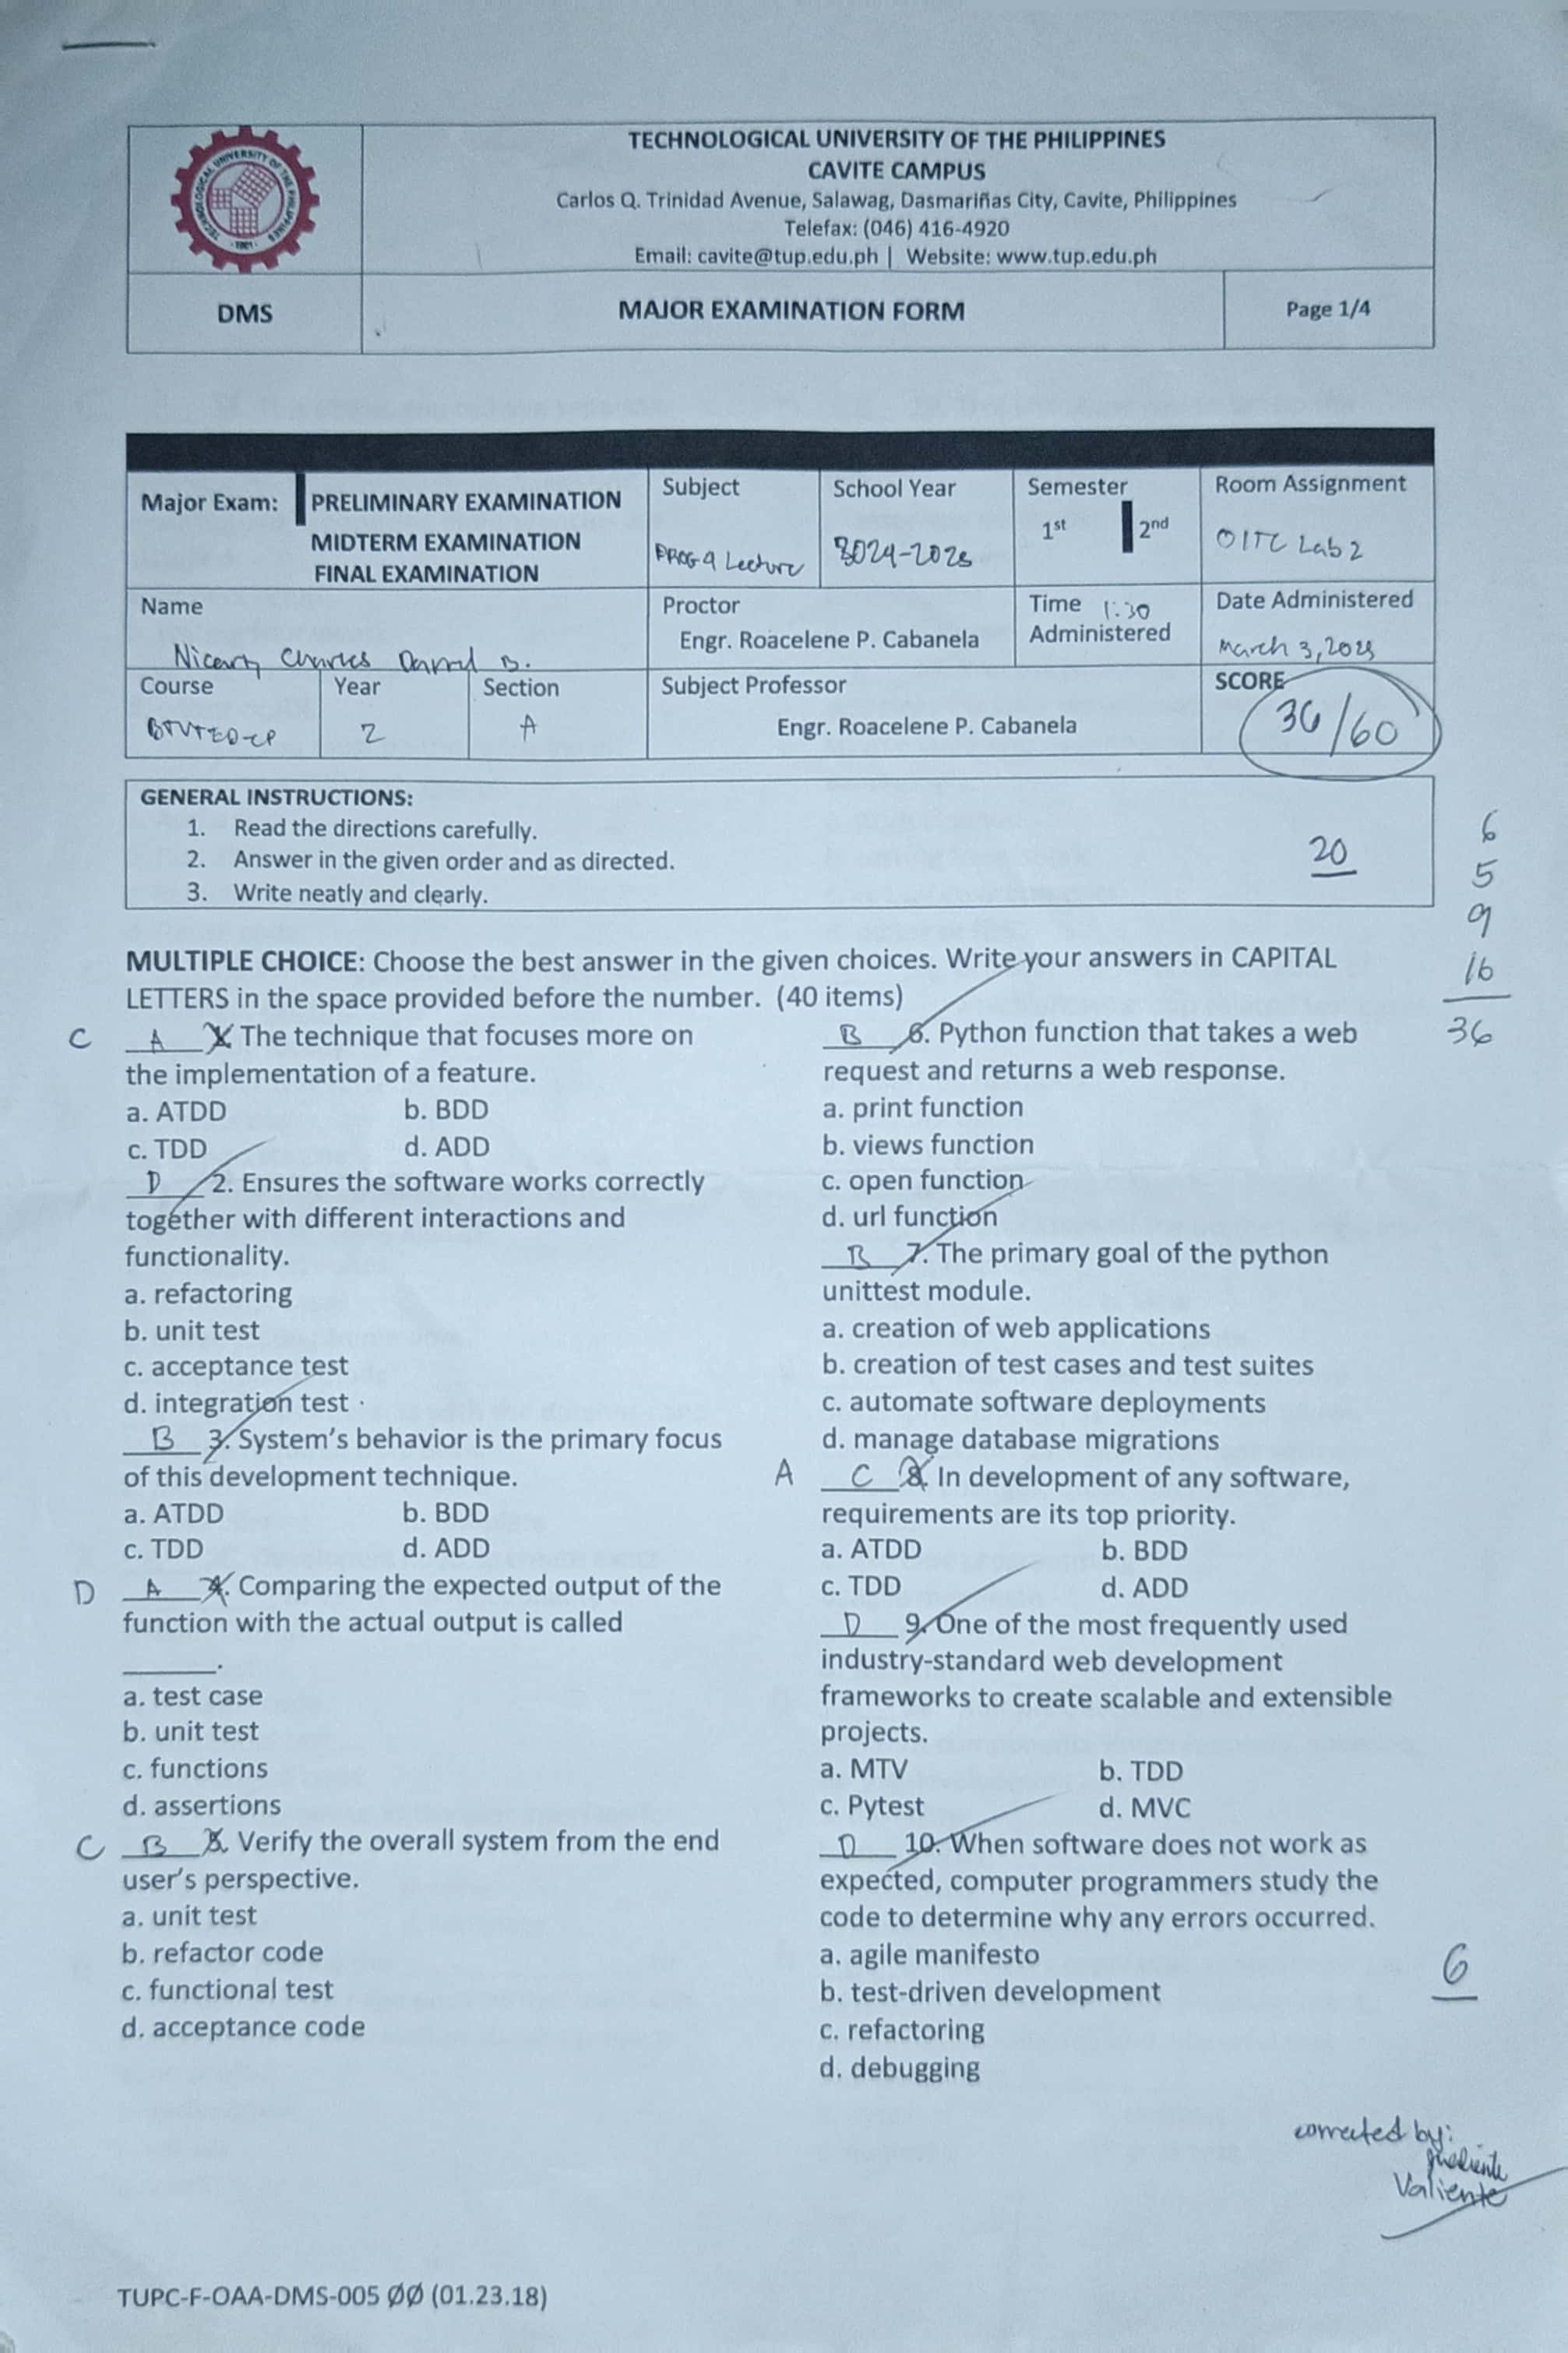 TECHNOLOGICAL UNIVERSITY OF THE PHILIPPINES
CAVITE CAMPUS
Carlos Q. Trinidad Avenue, Salawag, Dasmariñas City, Cavite, Philippines
Telefax: (046) 416-4920
Email: cavite@tup.edu.ph | Website: www.tup.edu.ph
DMS
MAJOR EXAMINATION FORM
Page 1/4
Major Exam: PRELIMINARY EXAMINATION
MIDTERM EXAMINATION
FINAL EXAMINATION
Subject
PROG 4 Lecture
School Year
2024-2025
Semester
1st 2nd
Room Assignment
OITC Lab 2
Name
Charles B.
Proctor
Engr. Roacelene P. Cabanela
Time 1:30
Administered
Date Administered
March 3, 2025
Course
BTVTED-CP
Year
2
Section
A
Subject Professor
Engr. Roacelene P. Cabanela
SCORE
36/60
GENERAL INSTRUCTIONS:
1. Read the directions carefully.
2. Answer in the given order and as directed.
3. Write neatly and clearly.
20
6
5
9
16
36
MULTIPLE CHOICE: Choose the best answer in the given choices. Write your answers in CAPITAL
LETTERS in the space provided before the number. (40 items)
C A 1. The technique that focuses more on
the implementation of a feature.
a. ATDD b. BDD
c. TDD d. ADD
D 2. Ensures the software works correctly
together with different interactions and
functionality.
a. refactoring
b. unit test
c. acceptance test
d. integration test
B 3. System's behavior is the primary focus
of this development technique.
a. ATDD b. BDD
c. TDD d. ADD
D A 4. Comparing the expected output of the
function with the actual output is called
_______.
a. test case
b. unit test
c. functions
d. assertions
C B 5. Verify the overall system from the end
user's perspective.
a. unit test
b. refactor code
c. functional test
d. acceptance code
B 6. Python function that takes a web
request and returns a web response.
a. print function
b. views function
c. open function
d. url function
B 7. The primary goal of the python
unittest module.
a. creation of web applications
b. creation of test cases and test suites
c. automate software deployments
d. manage database migrations
A C 8. In development of any software,
requirements are its top priority.
a. ATDD b. BDD
c. TDD d. ADD
D 9. One of the most frequently used
industry-standard web development
frameworks to create scalable and extensible
projects.
a. MTV b. TDD
c. Pytest d. MVC
D 10. When software does not work as
expected, computer programmers study the
code to determine why any errors occurred.
a. agile manifesto
b. test-driven development
c. refactoring
d. debugging
6
corrected by:
Valiente
TUPC-F-OAA-DMS-005 ØØ (01.23.18)